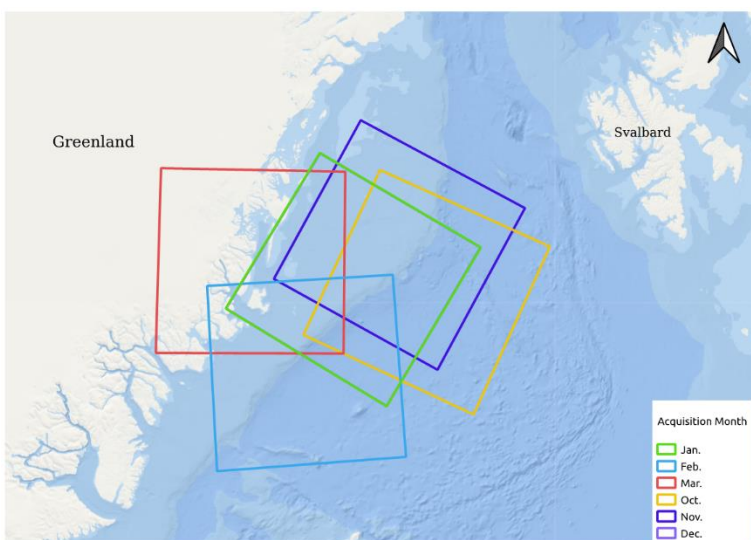 Greenland
Svalbard
Acquisition Month
Jan.
Feb.
Mar.
Oct.
Nov.
Dec.